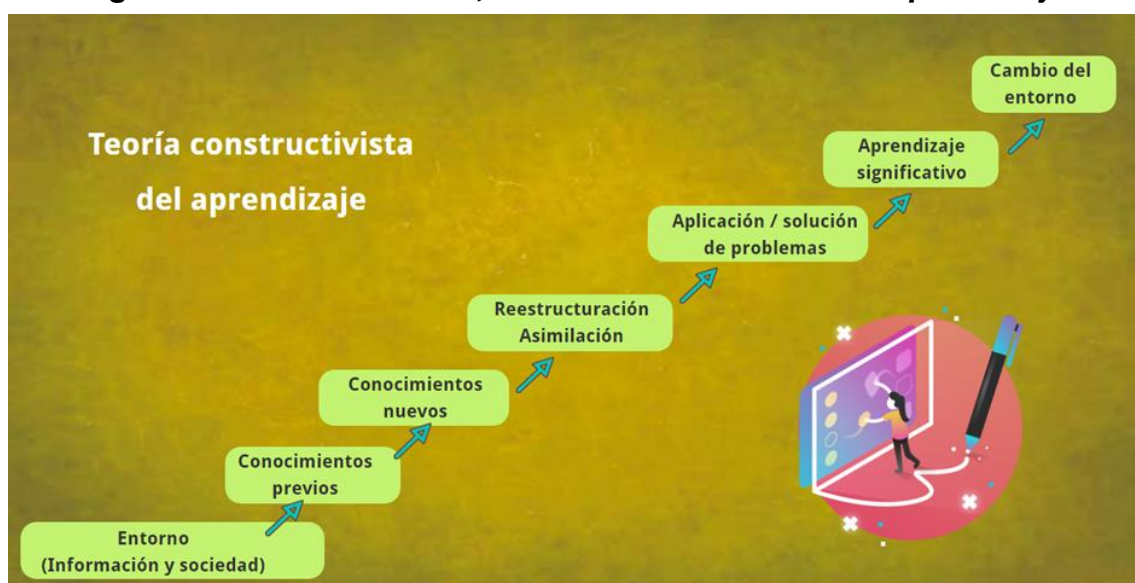 Teoría constructivista
del aprendizaje
Cambio del
entorno
Aprendizaje
significativo
Aplicación / solución
de problemas
Reestructuración
Asimilación
Conocimientos
nuevos
Conocimientos
previos
Entorno
(Información y sociedad)